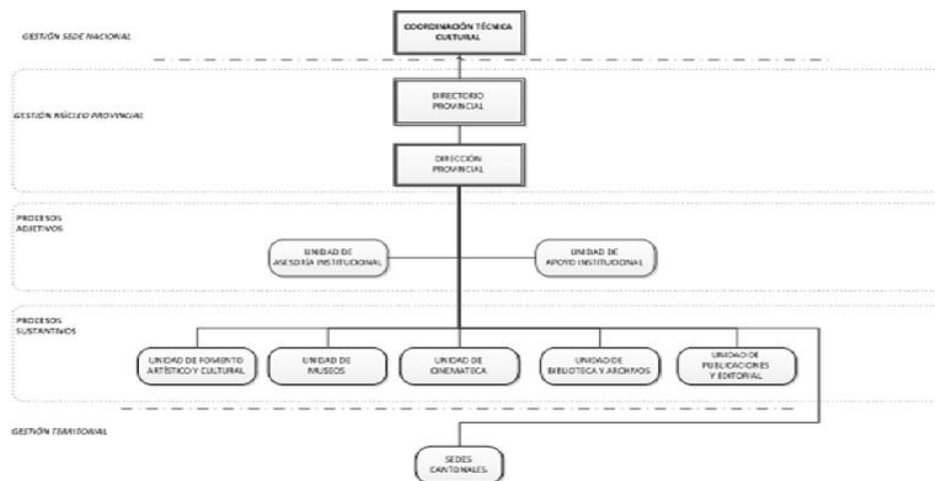 COORDINACIÓN TÉCNICA
CULTURAL
GESTIÓN SEDE NACIONAL
DIRECTORIO
PROVINCIAL
GESTIÓN NÚCLEO PROVINCIAL
DIRECCIÓN
PROVINCIAL
PROCESOS
ADJETIVOS
UNIDAD DE
ASESORÍA INSTITUCIONAL
UNIDAD DE
APOYO INSTITUCIONAL
PROCESOS
SUSTANTIVOS
UNIDAD DE FOMENTO
ARTÍSTICO Y CULTURAL
UNIDAD DE
MUSEOS
UNIDAD DE
CINEMATECA
UNIDAD DE
BIBLIOTECA Y ARCHIVOS
UNIDAD DE
PUBLICACIONES
Y EDITORIAL
GESTIÓN TERRITORIAL
SEDES
CANTONALES